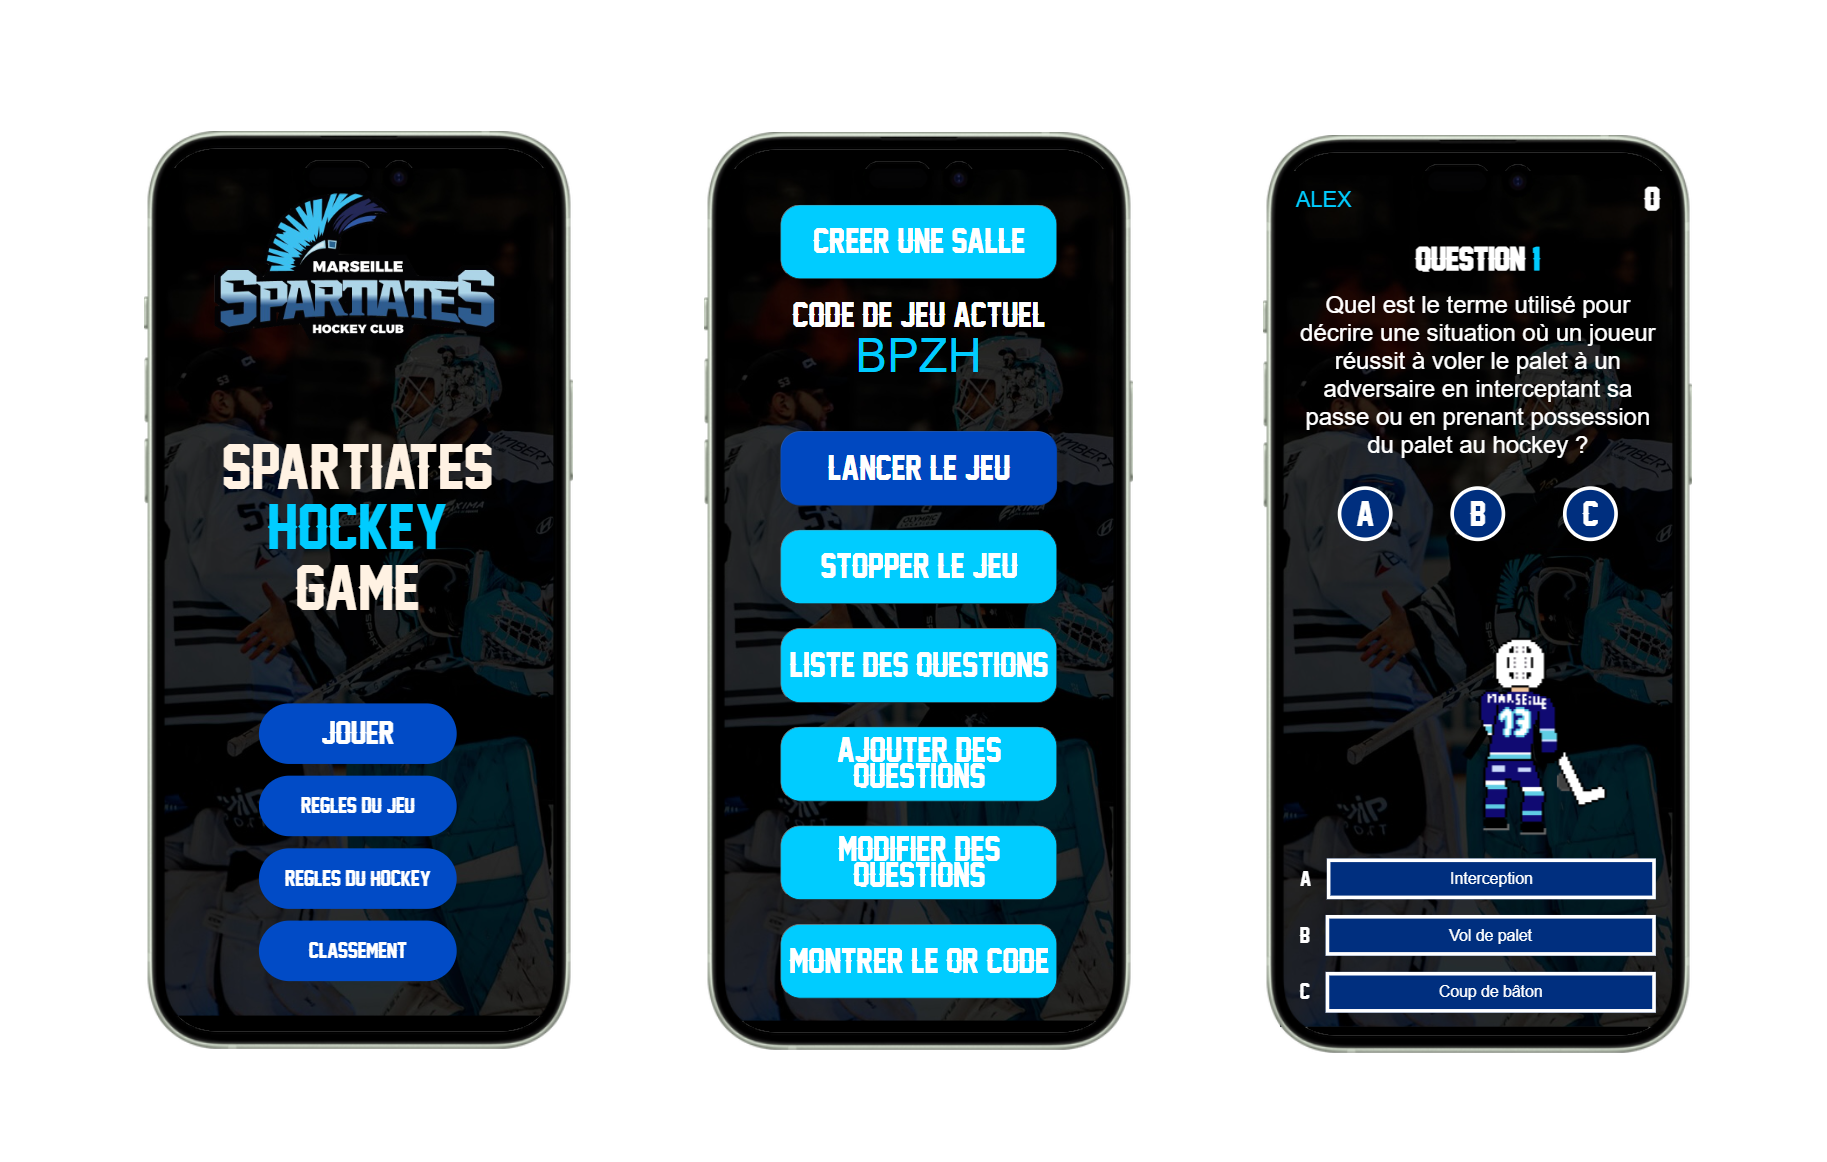 MARSEILLE
SPARTIATES
HOCKEY CLUB
SPARTIATES
HOCKEY
GAME
JOUER
REGLES DU JEU
REGLES DU HOCKEY
CLASSEMENT
CREER UNE SALLE
CODE DE JEU ACTUEL
BPZH
LANCER LE JEU
STOPPER LE JEU
LISTE DES QUESTIONS
AJOUTER DES
QUESTIONS
MODIFIER DES
QUESTIONS
MONTRER LE QR CODE
ALEX
0
QUESTION 1
Quel est le terme utilisé pour
décrire une situation où un joueur
réussit à voler le palet à un
adversaire en interceptant sa
passe ou en prenant possession
du palet au hockey ?
A
B
C
MARSEILLE
13
A
Interception
B
Vol de palet
C
Coup de bâton